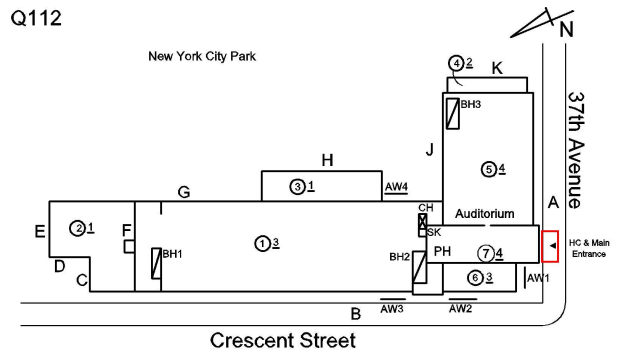 Q112
N
New York City Park
④ 2
K
BH3
37th Avenue
J
H
⑤ 4
③ 1
AW4
G
A
CH
Auditorium
E
② 1
F
SK
① 3
BH2
PH
⑦ 4
HC & Main
Entrance
BH1
D
C
⑥ 3
AW1
B
AW3
AW2
Crescent Street